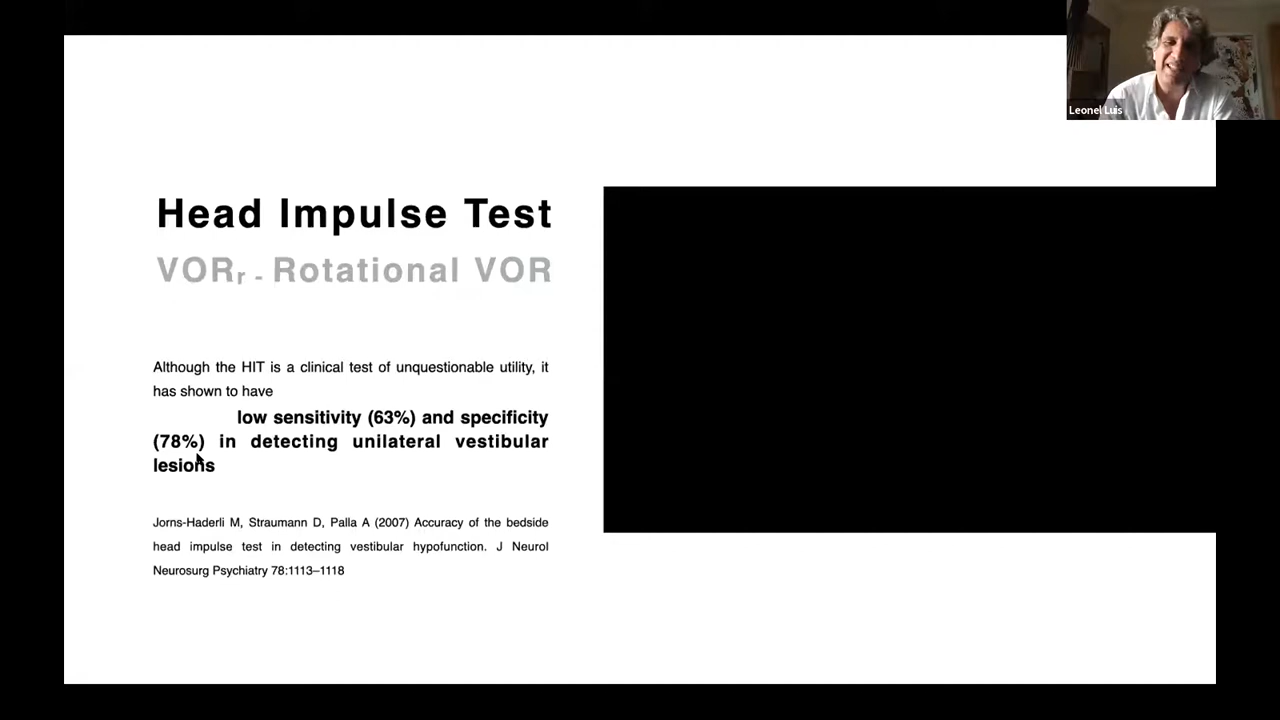 Leonel Luis
Head Impulse Test
VORr - Rotational VOR
Although the HIT is a clinical test of unquestionable utility, it
has shown to have
low sensitivity (63%) and specificity
(78%) in detecting unilateral vestibular
lesions
Jorns-Haderli M, Straumann D, Palla A (2007) Accuracy of the bedside
head impulse test in detecting vestibular hypofunction. J Neurol
Neurosurg Psychiatry 78:1113–1118